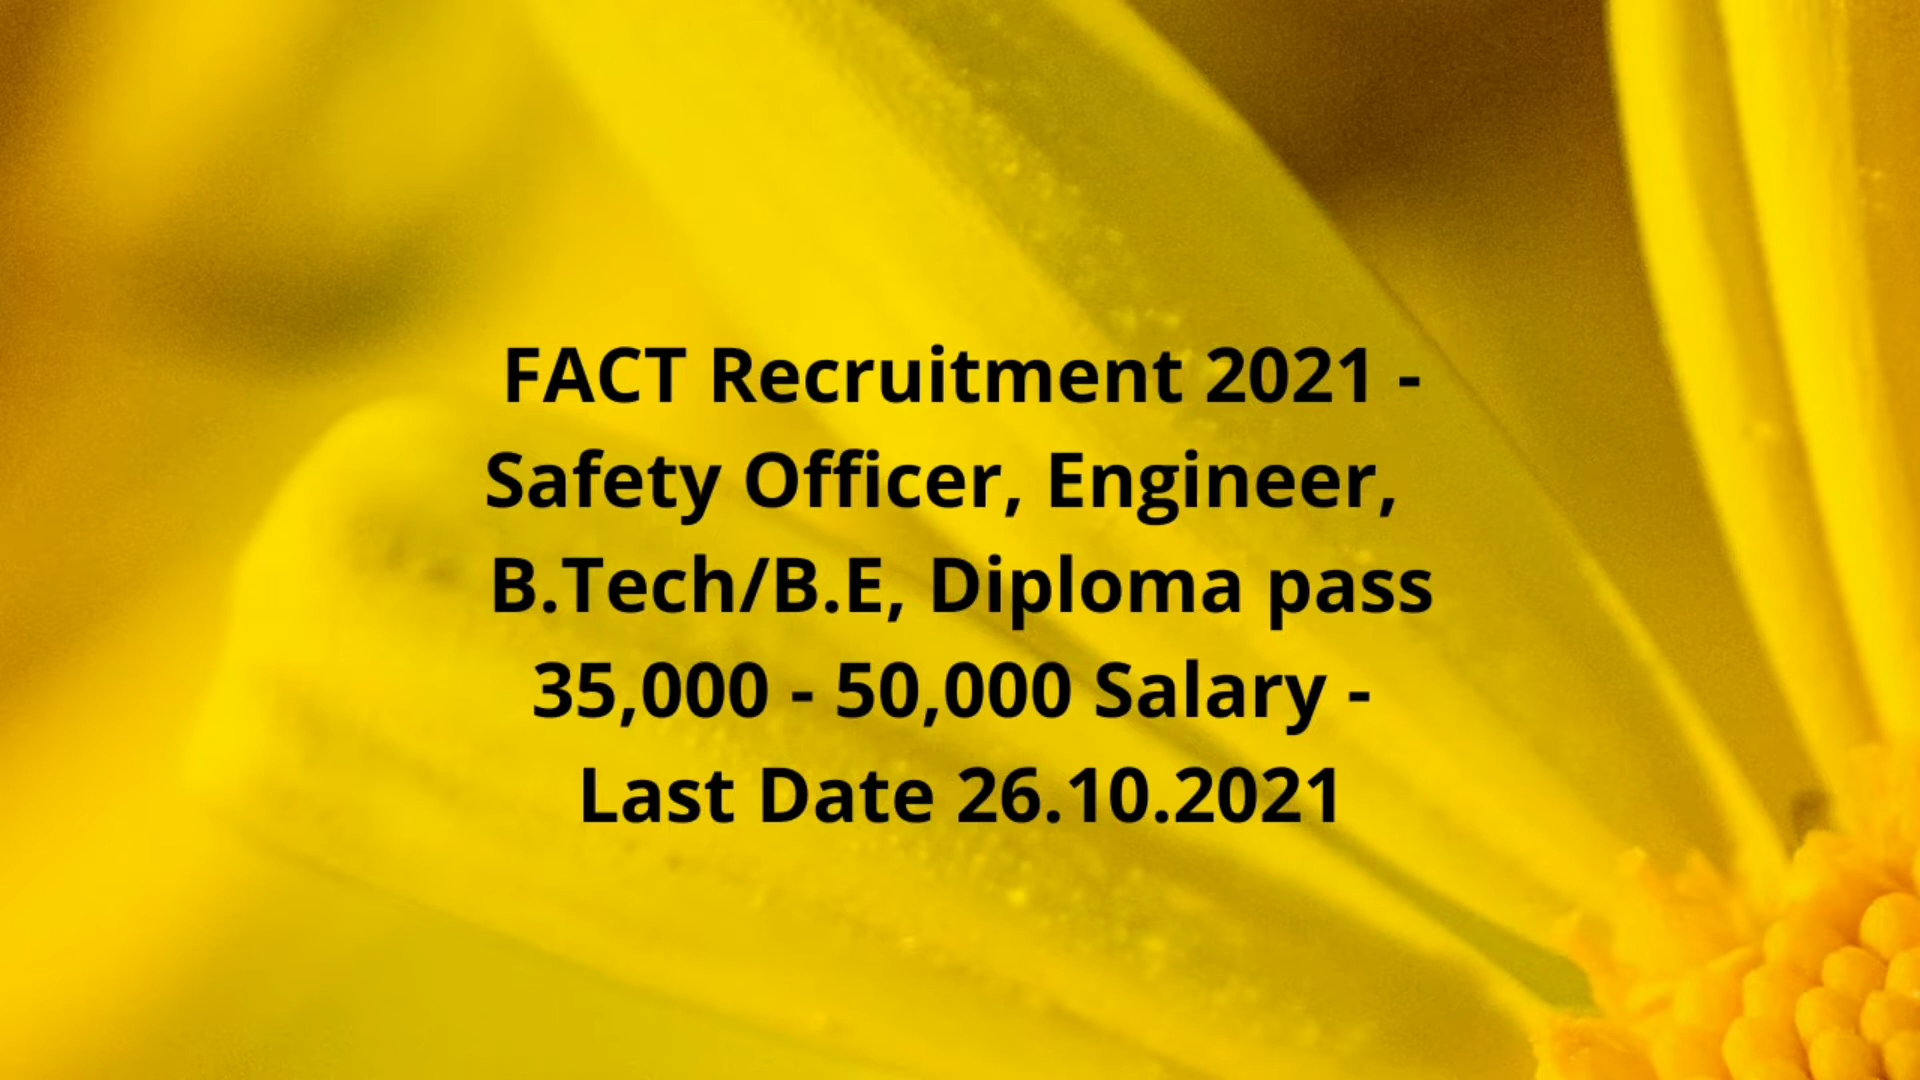 FACT Recruitment 2021 -
Safety Officer, Engineer,
B.Tech/B.E, Diploma pass
35,000 - 50,000 Salary -
Last Date 26.10.2021